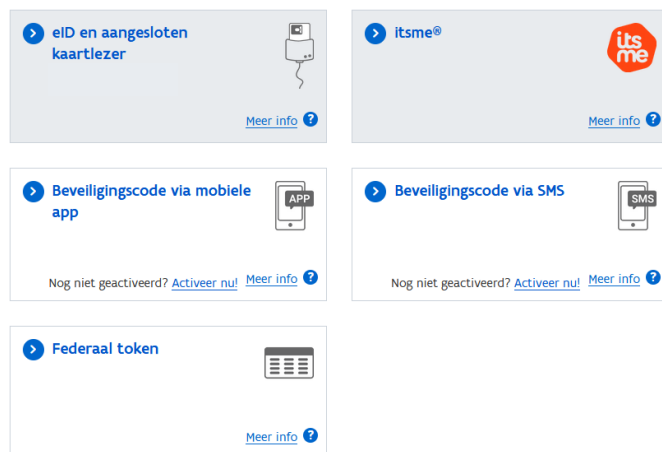 eID en aangesloten
kaartlezer
Meer info ?
itsme®
its
me
Meer info ?
Beveiligingscode via mobiele
app
APP
Nog niet geactiveerd? Activeer nu! Meer info ?
Beveiligingscode via SMS
SMS
Nog niet geactiveerd? Activeer nu! Meer info ?
Federaal token
Meer info ?